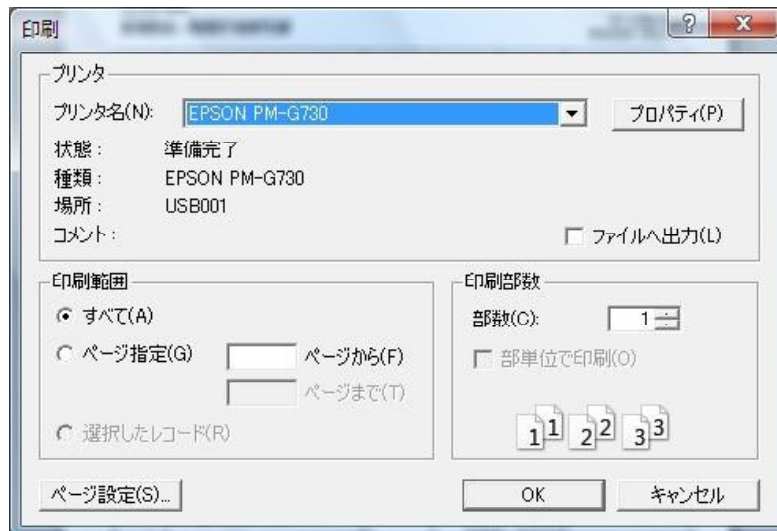 印刷
プリンタ
プリンタ名(N): EPSON PM-G730 プロパティ(P)
状態： 準備完了
種類： EPSON PM-G730
場所： USB001
コメント： ファイルへ出力(L)
印刷範囲
すべて(A)
ページ指定(G) ページから(F)
ページまで(T)
選択したレコード(R)
印刷部数
部数(C): 1
部単位で印刷(O)
1 1 2 2 3 3
ページ設定(S)... OK キャンセル